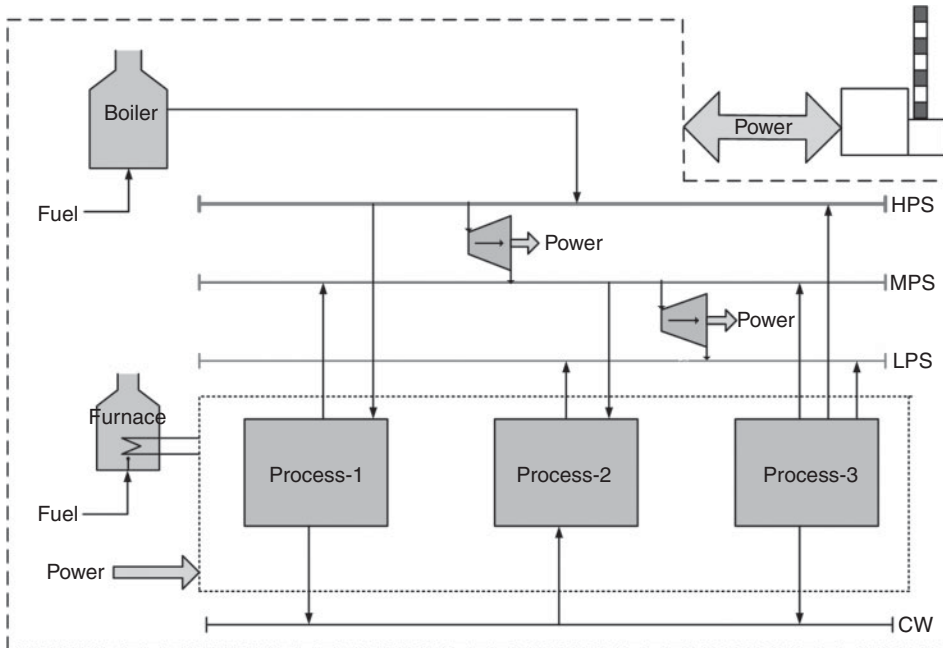 Boiler
Power
Fuel
HPS
Power
MPS
Power
LPS
Furnace
Process-1
Process-2
Process-3
Fuel
Power
CW